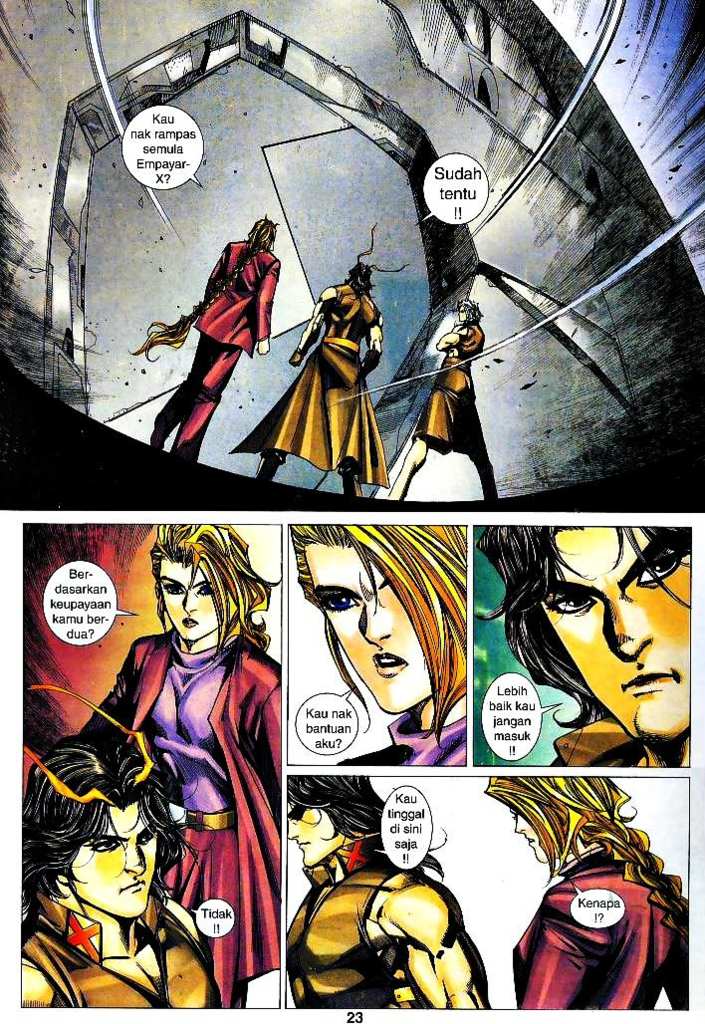 Kau
nak rampas
semula
Empayar-
X?
Sudah
tentu
!!
Ber-
dasarkan
keupayaan
kamu ber-
dua?
Tidak
!!
Kau nak
bantuan
aku?
Lebih
baik kau
jangan
masuk
!!
Kau
tinggal
di sini
saja
!!
Kenapa
!?
23